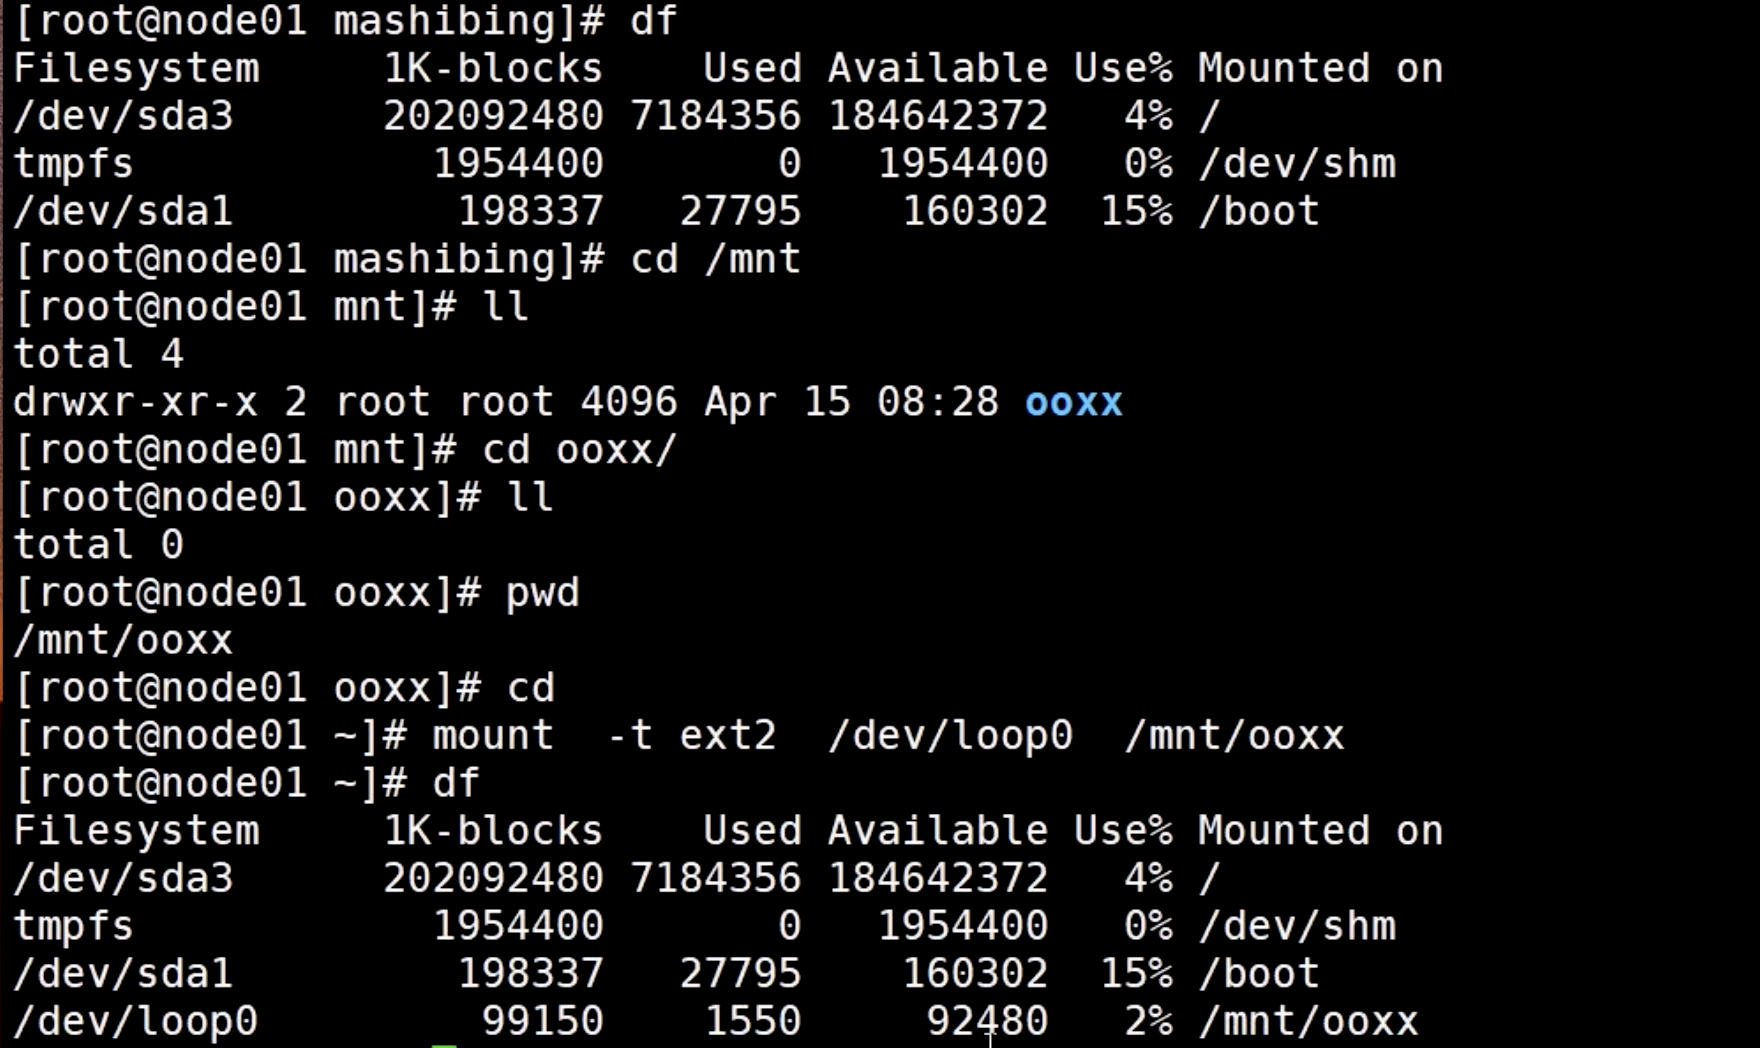 [root@node01 mashibing]# df
Filesystem     1K-blocks    Used Available Use% Mounted on
/dev/sda3      202092480 7184356 184642372   4% /
tmpfs            1954400       0   1954400   0% /dev/shm
/dev/sda1         198337   27795    160302  15% /boot
[root@node01 mashibing]# cd /mnt
[root@node01 mnt]# ll
total 4
drwxr-xr-x 2 root root 4096 Apr 15 08:28 ooxx
[root@node01 mnt]# cd ooxx/
[root@node01 ooxx]# ll
total 0
[root@node01 ooxx]# pwd
/mnt/ooxx
[root@node01 ooxx]# cd
[root@node01 ~]# mount  -t ext2  /dev/loop0  /mnt/ooxx
[root@node01 ~]# df
Filesystem     1K-blocks    Used Available Use% Mounted on
/dev/sda3      202092480 7184356 184642372   4% /
tmpfs            1954400       0   1954400   0% /dev/shm
/dev/sda1         198337   27795    160302  15% /boot
/dev/loop0         99150    1550     92480   2% /mnt/ooxx